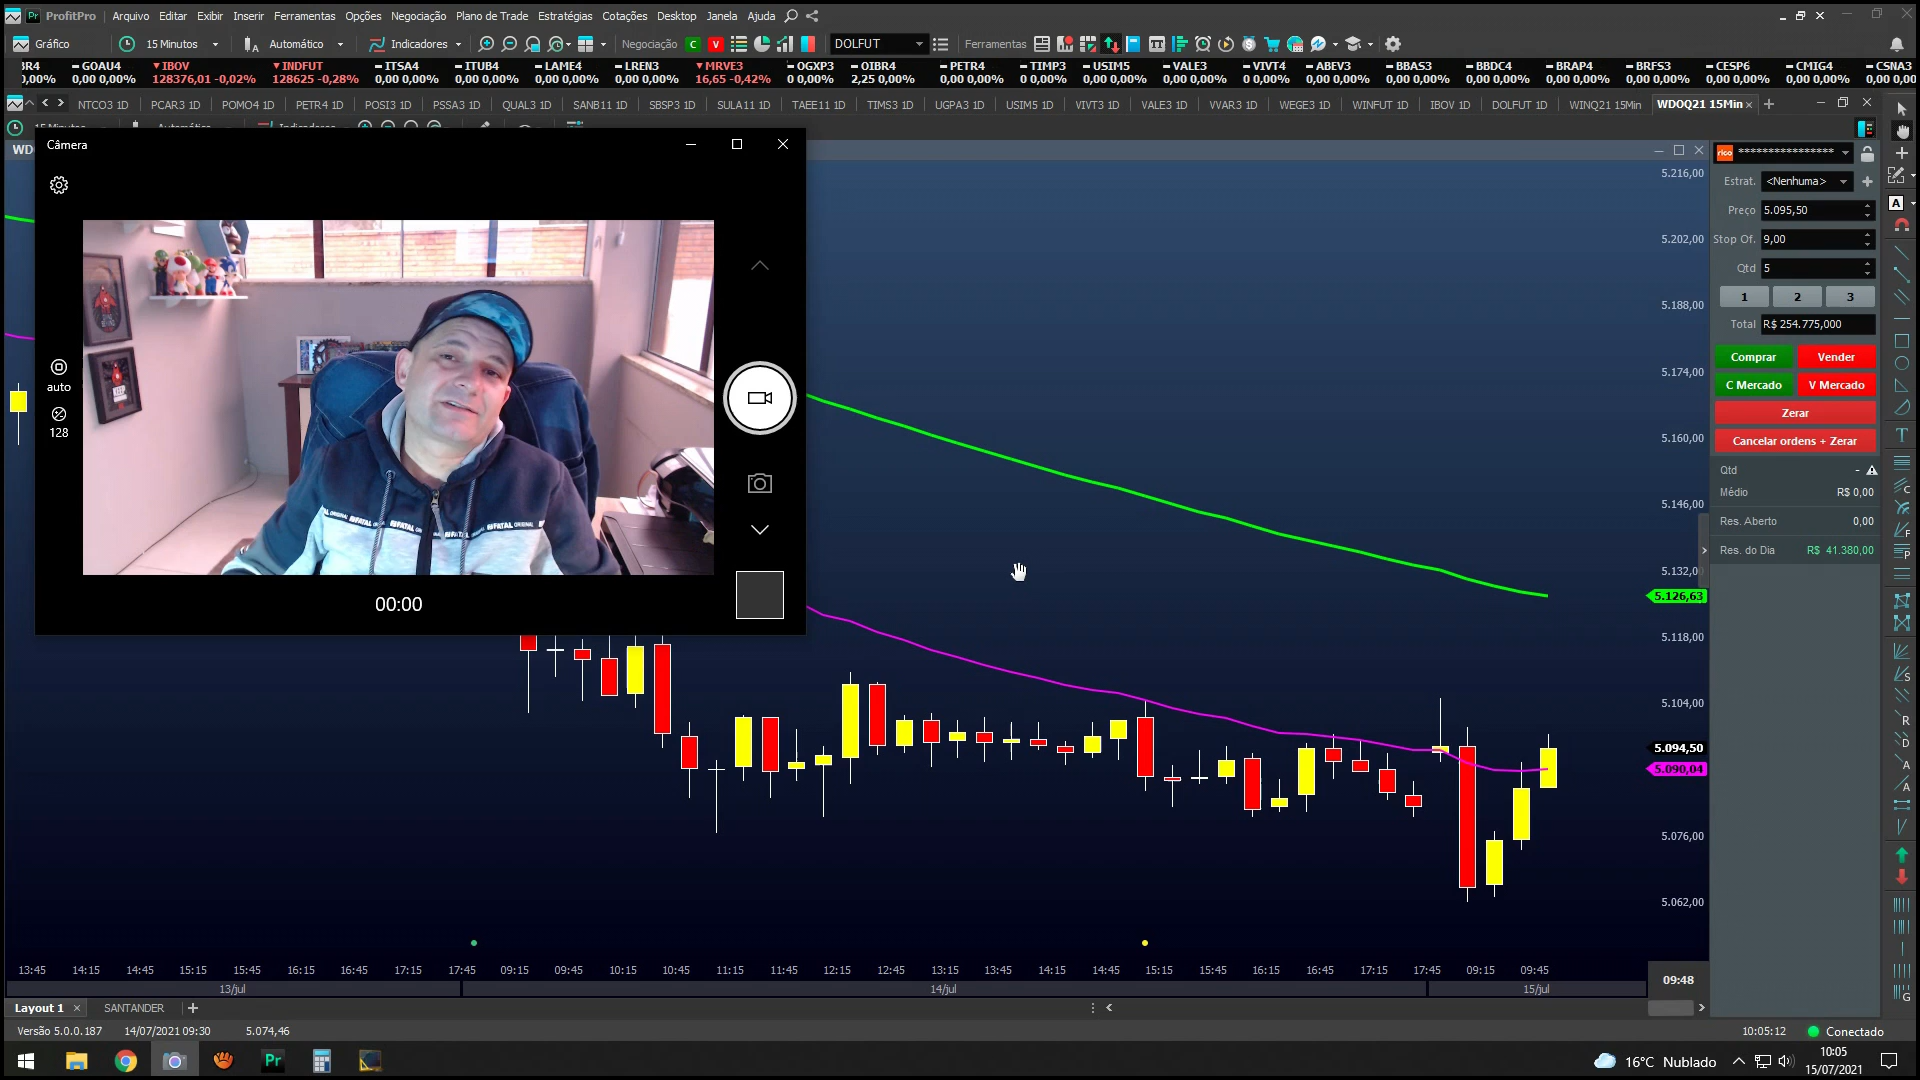 ProfitPro
Arquivo Editar Exibir Inserir Ferramentas Opções Negociação Plano de Trade Estratégias Cotações Desktop Janela Ajuda
Gráfico 15 Minutos Automático Indicadores Negociação C V DOLFUT Ferramentas
GOAU4 IBOV INDFUT ITSA4 ITUB4 LAME4 LREN3 MRVE3 OGXP3 OIBR4 PETR4 TIMP3 USIM5 VALE3 VIVT4 ABEV3 BBAS3 BBDC4 BRAP4 BRFS3 CESP6 CMIG4 CSNA3
0,00 0,00% 128376,01 -0,02% 128625 -0,28% 0,00 0,00% 0,00 0,00% 0,00 0,00% 0,00 0,00% 16,65 -0,42% 0 0,00% 2,25 0,00% 0,00 0,00% 0 0,00% 0,00 0,00% 0,00 0,00% 0 0,00% 0,00 0,00% 0,00 0,00% 0,00 0,00% 0,00 0,00% 0,00 0,00% 0,00 0,00% 0,00 0,00% 0,00 0,00%
NTCO3 1D PCAR3 1D POMO4 1D PETR4 1D POSI3 1D PSSA3 1D QUAL3 1D SANB11 1D SBSP3 1D SULA11 1D TAEE11 1D TIMS3 1D UGPA3 1D USIM5 1D VIVT3 1D VALE3 1D VVAR3 1D WEGE3 1D WINFUT 1D IBOV 1D DOLFUT 1D WINQ21 15Min WDOQ21 15Min
Câmera
auto
128
00:00
FATAL ORIGINAL
5.216,00
5.202,00
5.188,00
5.174,00
5.160,00
5.146,00
5.132,00
5.126,63
5.118,00
5.104,00
5.094,50
5.090,04
5.076,00
5.062,00
rico ****************
Estrat. <Nenhuma>
Preço 5.095,50
Stop Of. 9,00
Qtd 5
1 2 3
Total R$ 254.775,000
Comprar Vender
C Mercado V Mercado
Zerar
Cancelar ordens + Zerar
Qtd -
Médio R$ 0,00
Res. Aberto 0,00
Res. do Dia R$ 41.380,00
13:45 14:15 14:45 15:15 15:45 16:15 16:45 17:15 17:45 09:15 09:45 10:15 10:45 11:15 11:45 12:15 12:45 13:15 13:45 14:15 14:45 15:15 15:45 16:15 16:45 17:15 17:45 09:15 09:45
09:48
13/jul 14/jul 15/jul
Layout 1 SANTANDER
Versão 5.0.0.187 14/07/2021 09:30 5.074,46 10:05:12 Conectado
Pr 16°C Nublado 10:05
15/07/2021